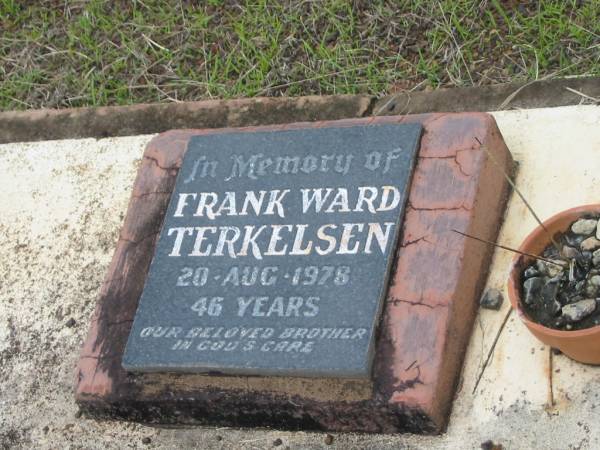 In Memory of
FRANK WARD
TERKELSEN
20 · AUG · 1978
46 YEARS
OUR BELOVED BROTHER
IN GOD'S CARE